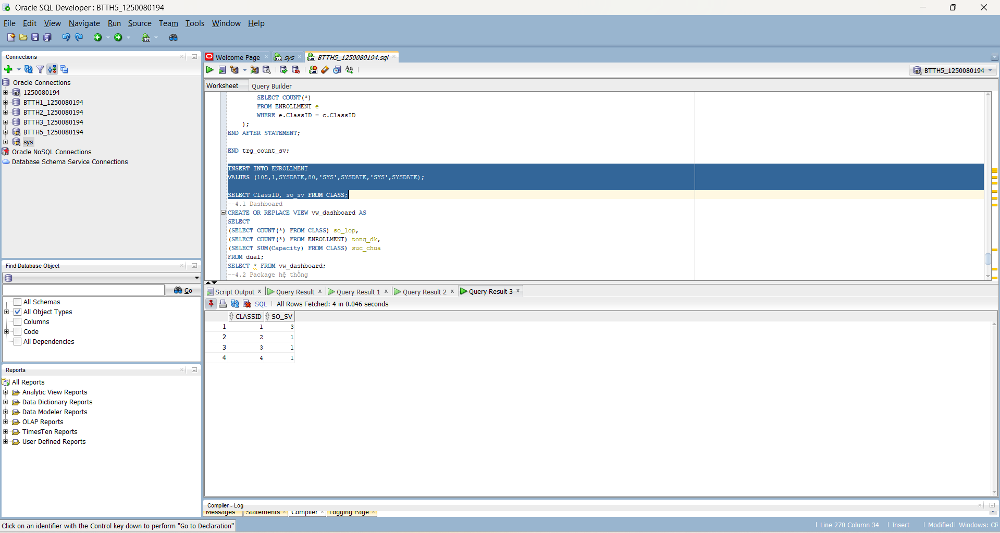 Oracle SQL Developer : BTTH5_1250080194
File Edit View Navigate Run Source Team Tools Window Help
Connections
Oracle Connections
1250080194
BTTH1_1250080194
BTTH2_1250080194
BTTH3_1250080194
BTTH5_1250080194
sys
Oracle NoSQL Connections
Database Schema Service Connections
Find Database Object
Go
All Schemas
All Object Types
Columns
Code
All Dependencies
Reports
All Reports
Analytic View Reports
Data Dictionary Reports
Data Modeler Reports
OLAP Reports
TimesTen Reports
User Defined Reports
Welcome Page sys BTTH5_1250080194.sql
BTTH5_1250080194
Worksheet Query Builder
SELECT COUNT(*)
FROM ENROLLMENT e
WHERE e.ClassID = c.ClassID
);
END AFTER STATEMENT;
END trg_count_sv;
INSERT INTO ENROLLMENT
VALUES (105,1,SYSDATE,80,'SYS',SYSDATE,'SYS',SYSDATE);
SELECT ClassID, so_sv FROM CLASS;
--4.1 Dashboard
CREATE OR REPLACE VIEW vw_dashboard AS
SELECT
(SELECT COUNT(*) FROM CLASS) so_lop,
(SELECT COUNT(*) FROM ENROLLMENT) tong_dk,
(SELECT SUM(Capacity) FROM CLASS) suc_chua
FROM dual;
SELECT * FROM vw_dashboard;
--4.2 Package hệ thống
Script Output Query Result Query Result 1 Query Result 2 Query Result 3
SQL All Rows Fetched: 4 in 0.046 seconds
CLASSID SO_SV
1 1 3
2 2 1
3 3 1
4 4 1
Compiler - Log
Messages Statements Compiler Logging Page
Click on an identifier with the Control key down to perform "Go to Declaration"
Line 270 Column 34 Insert Modified Windows: CR